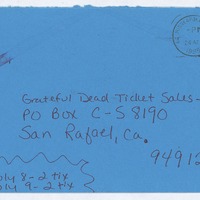 Grateful Dead Ticket Sales-
PO Box C-S 8190
San Rafael, Ca.
94912
July 8-2 tix
July 9-2 tix